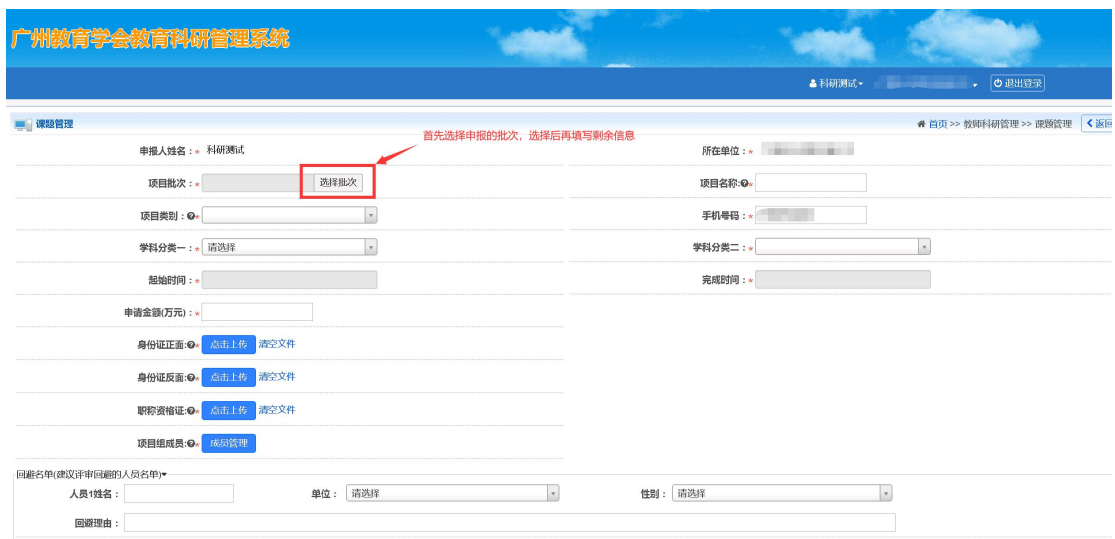 广州教育学会教育科研管理系统
科研测试 退出登录
课题管理 首页 >> 教师科研管理 >> 课题管理 返回
首先选择申报的批次，选择后再填写剩余信息
申报人姓名：* 科研测试 所在单位：*
项目批次：* 选择批次 项目名称:*
项目类别：* 手机号码：*
学科分类一：* 请选择 学科分类二：*
起始时间：* 完成时间：*
申请金额(万元)：*
身份证正面:* 点击上传 清空文件
身份证反面:* 点击上传 清空文件
职称资格证:* 点击上传 清空文件
项目组成员:* 成员管理
回避名单(建议评审回避的人员名单)
人员1姓名： 单位： 请选择 性别： 请选择
回避理由：